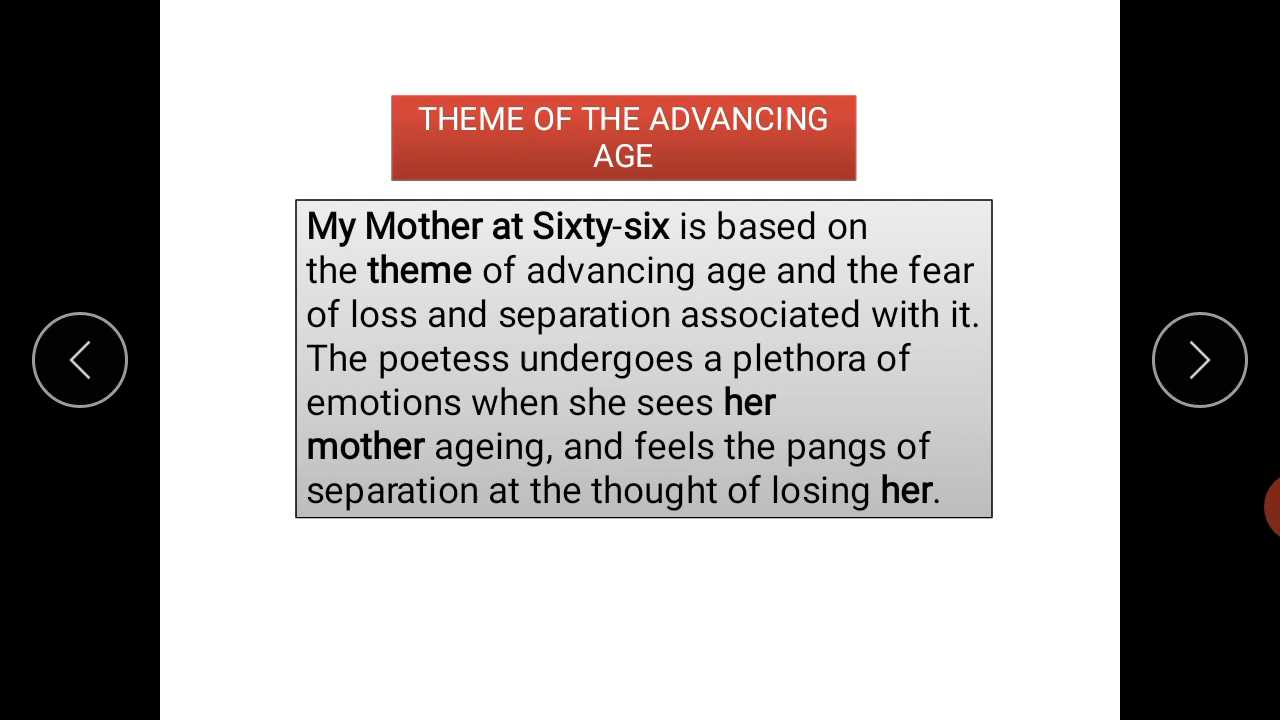 THEME OF THE ADVANCING
AGE
My Mother at Sixty-six is based on
the theme of advancing age and the fear
of loss and separation associated with it.
The poetess undergoes a plethora of
emotions when she sees her
mother ageing, and feels the pangs of
separation at the thought of losing her.